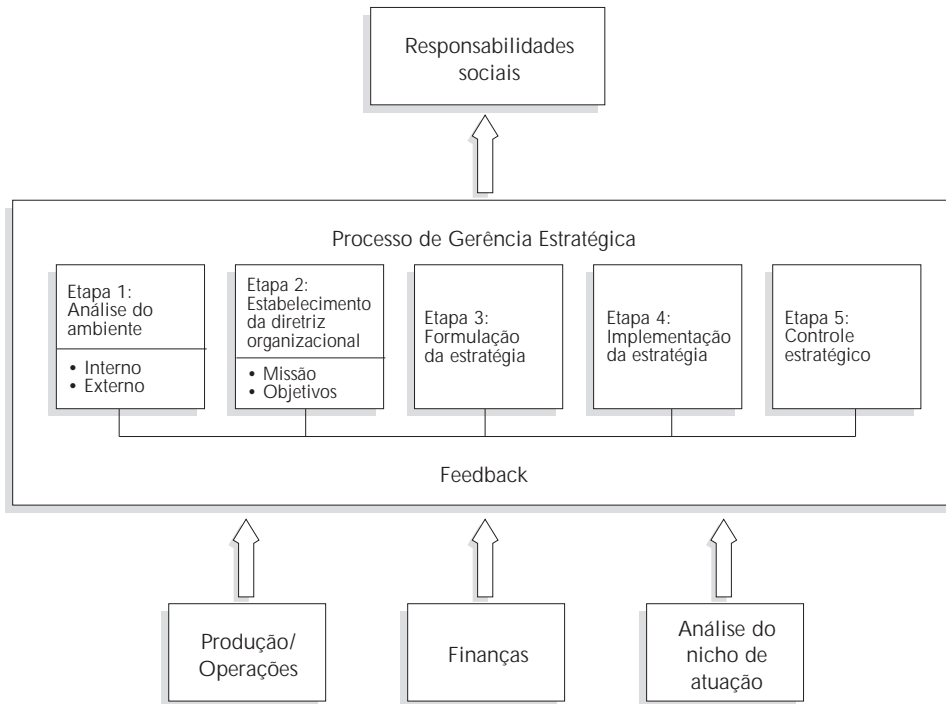 Responsabilidades
sociais
Processo de Gerência Estratégica
Etapa 1:
Análise do
ambiente
• Interno
• Externo
Etapa 2:
Estabelecimento
da diretriz
organizacional
• Missão
• Objetivos
Etapa 3:
Formulação
da estratégia
Etapa 4:
Implementação
da estratégia
Etapa 5:
Controle
estratégico
Feedback
Produção/
Operações
Finanças
Análise do
nicho de
atuação